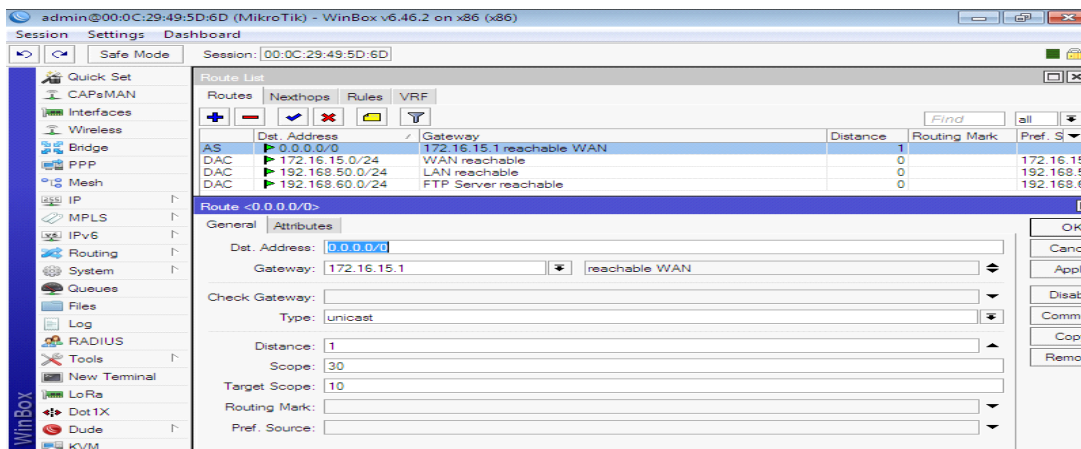 admin@00:0C:29:49:5D:6D (MikroTik) - WinBox v6.46.2 on x86 (x86)
Session Settings Dashboard
Safe Mode Session: 00:0C:29:49:5D:6D
Quick Set
CAPsMAN
Interfaces
Wireless
Bridge
PPP
Mesh
IP
MPLS
IPv6
Routing
System
Queues
Files
Log
RADIUS
Tools
New Terminal
LoRa
Dot1X
Dude
KVM
WinBox
Route List
Routes Nexthops Rules VRF
Find all
Dst. Address Gateway Distance Routing Mark Pref. S
AS 0.0.0.0/0 172.16.15.1 reachable WAN 1
DAC 172.16.15.0/24 WAN reachable 0 172.16.15
DAC 192.168.50.0/24 LAN reachable 0 192.168.5
DAC 192.168.60.0/24 FTP Server reachable 0 192.168.6
Route <0.0.0.0/0>
General Attributes
Dst. Address: 0.0.0.0/0
Gateway: 172.16.15.1 reachable WAN
Check Gateway:
Type: unicast
Distance: 1
Scope: 30
Target Scope: 10
Routing Mark:
Pref. Source:
OK
Canc
Appl
Disab
Comm
Cop
Remo